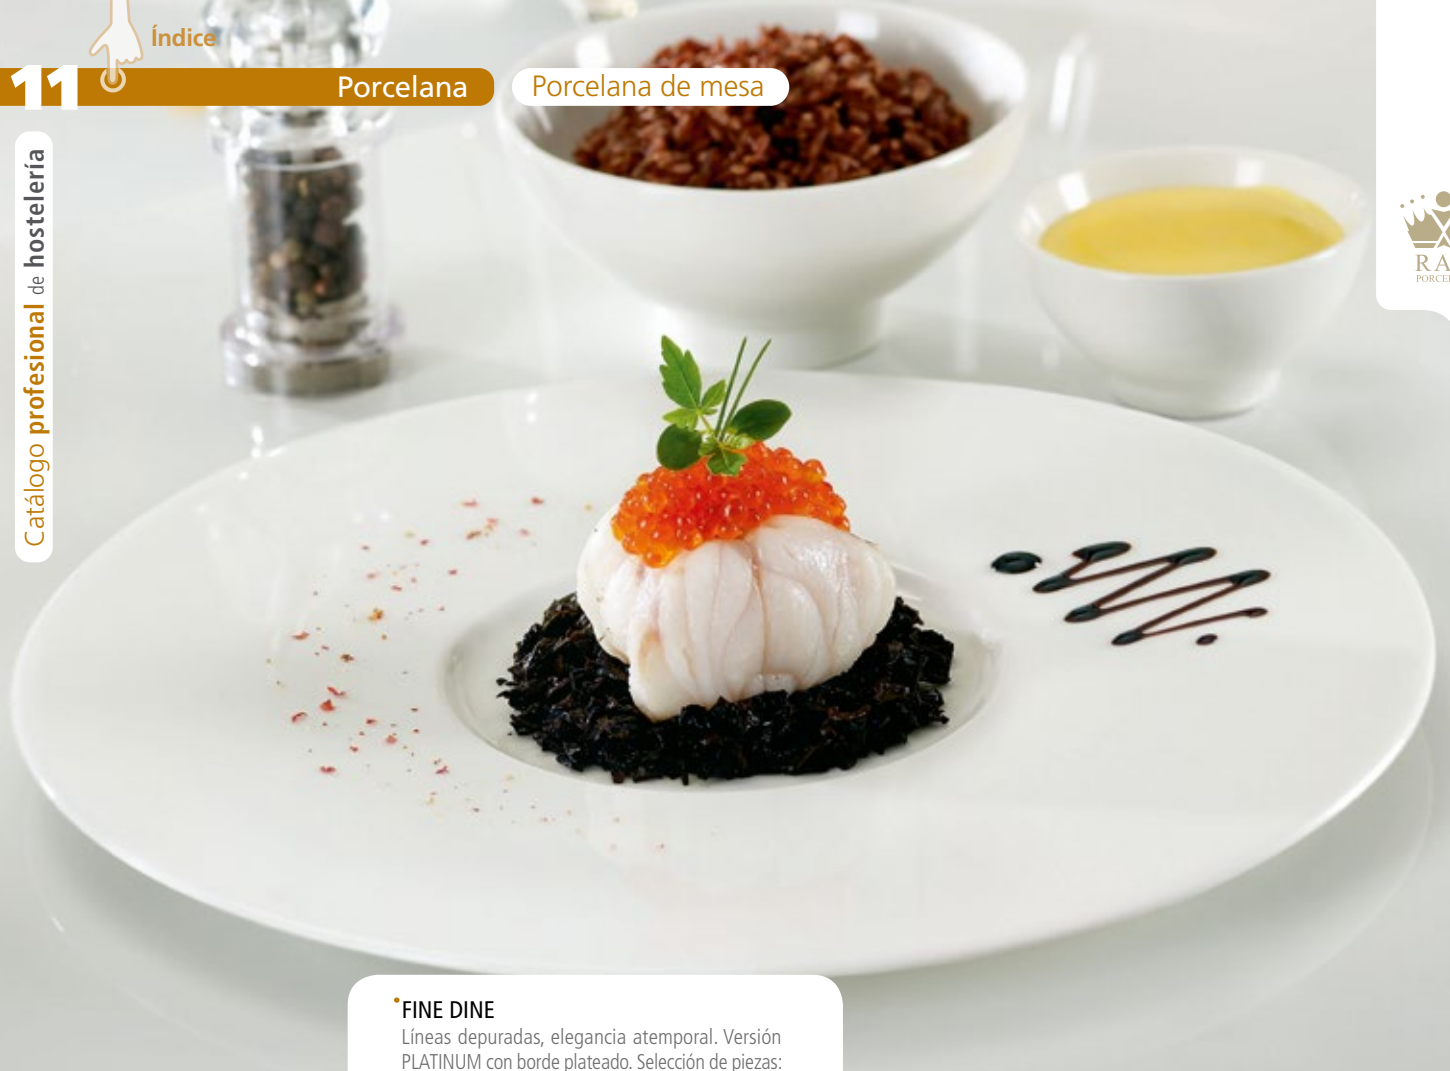 Índice
11
Porcelana
Porcelana de mesa
Catálogo profesional de hostelería
FINE DINE
Líneas depuradas, elegancia atemporal. Versión
PLATINUM con borde plateado. Selección de piezas: